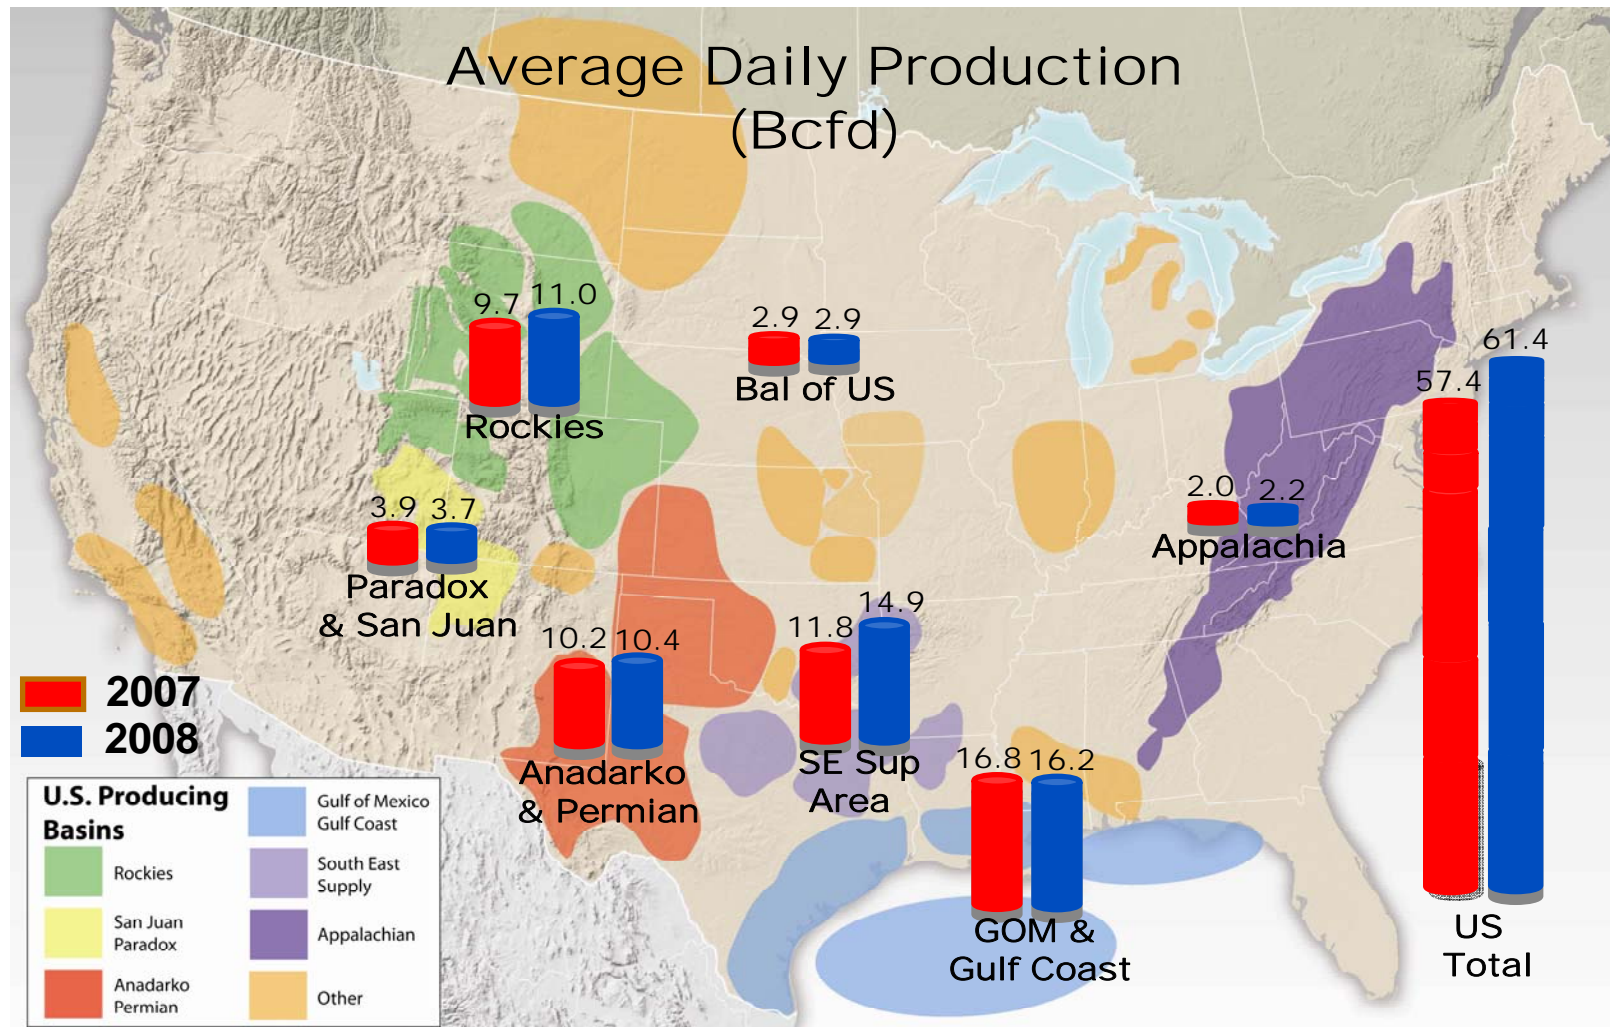 Average Daily Production
(Bcfd)
9.7 11.0
Rockies
2.9 2.9
Bal of US
61.4
57.4
US
Total
2.0 2.2
Appalachia
3.9 3.7
Paradox
& San Juan
10.2 10.4
Anadarko
& Permian
14.9
11.8
SE Sup
Area
16.8 16.2
GOM &
Gulf Coast
2007
2008
U.S. Producing
Basins
Rockies
San Juan
Paradox
Anadarko
Permian
Gulf of Mexico
Gulf Coast
South East
Supply
Appalachian
Other